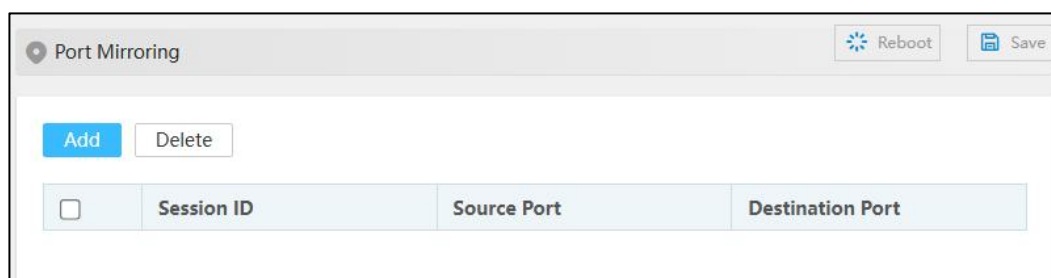 Port Mirroring
Reboot
Save
Add
Delete
Session ID Source Port Destination Port